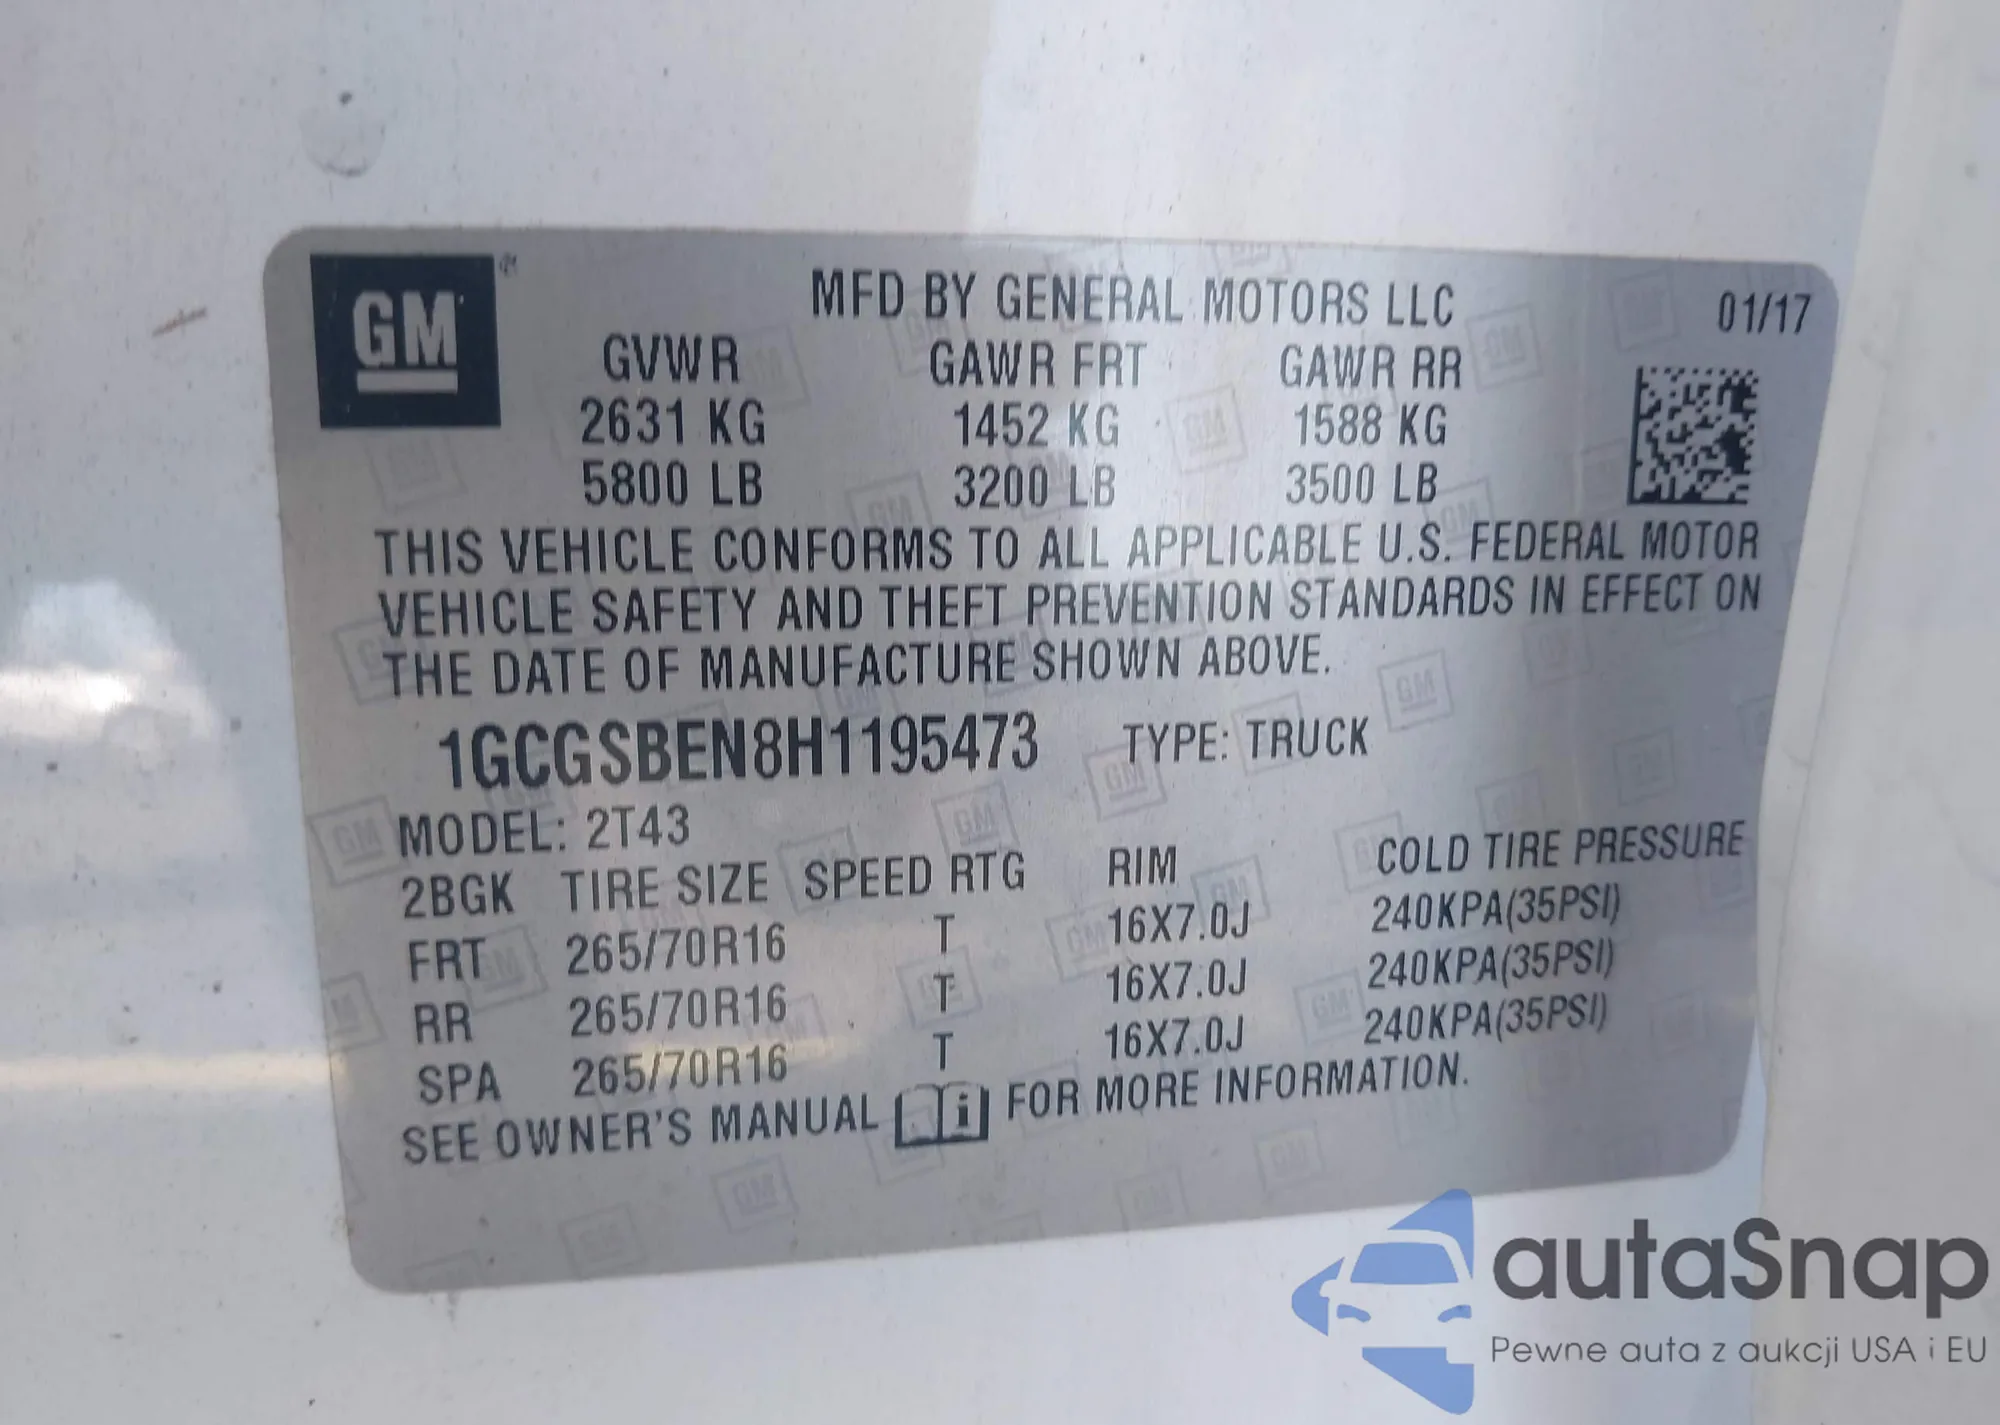 GM
MFD BY GENERAL MOTORS LLC 01/17
GVWR GAWR FRT GAWR RR
2631 KG 1452 KG 1588 KG
5800 LB 3200 LB 3500 LB
THIS VEHICLE CONFORMS TO ALL APPLICABLE U.S. FEDERAL MOTOR
VEHICLE SAFETY AND THEFT PREVENTION STANDARDS IN EFFECT ON
THE DATE OF MANUFACTURE SHOWN ABOVE.
1GCGSBEN8H1195473 TYPE: TRUCK
MODEL: 2T43
2BGK TIRE SIZE SPEED RTG RIM COLD TIRE PRESSURE
FRT 265/70R16 T 16X7.0J 240KPA(35PSI)
RR 265/70R16 T 16X7.0J 240KPA(35PSI)
SPA 265/70R16 T 16X7.0J 240KPA(35PSI)
SEE OWNER'S MANUAL i FOR MORE INFORMATION.
autaSnap
Pewne auta z aukcji USA i EU